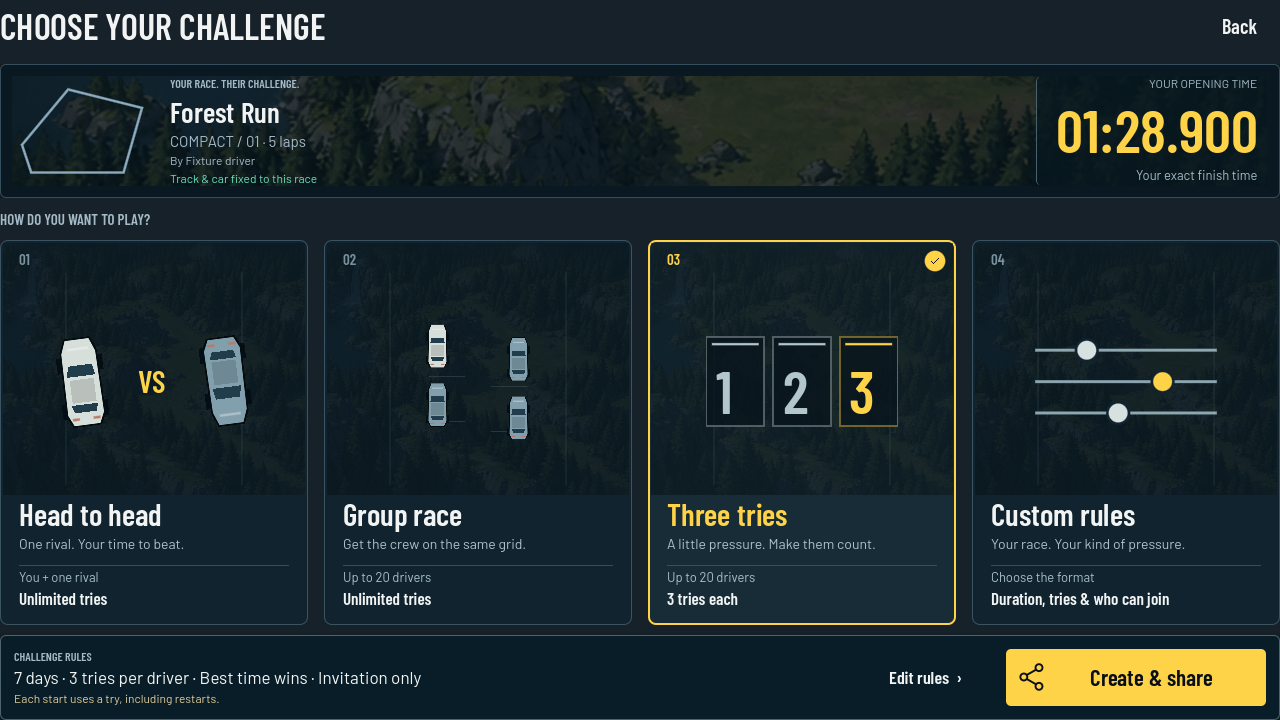 CHOOSE YOUR CHALLENGE
Back
YOUR RACE. THEIR CHALLENGE.
Forest Run
COMPACT / 01 · 5 laps
By Fixture driver
Track & car fixed to this race
YOUR OPENING TIME
01:28.900
Your exact finish time
HOW DO YOU WANT TO PLAY?
01
VS
Head to head
One rival. Your time to beat.
You + one rival
Unlimited tries
02
Group race
Get the crew on the same grid.
Up to 20 drivers
Unlimited tries
03
1 2 3
Three tries
A little pressure. Make them count.
Up to 20 drivers
3 tries each
04
Custom rules
Your race. Your kind of pressure.
Choose the format
Duration, tries & who can join
CHALLENGE RULES
7 days · 3 tries per driver · Best time wins · Invitation only
Each start uses a try, including restarts.
Edit rules ›
Create & share